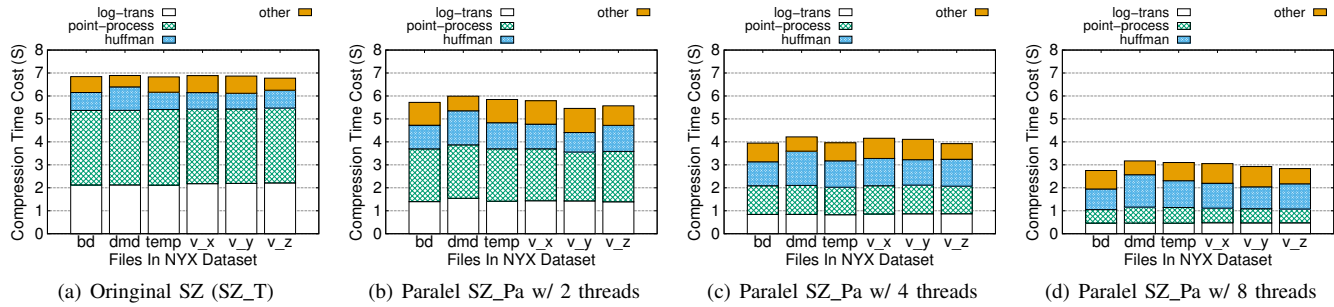 log-trans
point-process
huffman
other
Compression Time Cost (S)
8
7
6
5
4
3
2
1
0
bd dmd temp v_x v_y v_z
Files In NYX Dataset
(a) Oringinal SZ (SZ_T)
log-trans
point-process
huffman
other
Compression Time Cost (S)
8
7
6
5
4
3
2
1
0
bd dmd temp v_x v_y v_z
Files In NYX Dataset
(b) Paralel SZ_Pa w/ 2 threads
log-trans
point-process
huffman
other
Compression Time Cost (S)
8
7
6
5
4
3
2
1
0
bd dmd temp v_x v_y v_z
Files In NYX Dataset
(c) Paralel SZ_Pa w/ 4 threads
log-trans
point-process
huffman
other
Compression Time Cost (S)
8
7
6
5
4
3
2
1
0
bd dmd temp v_x v_y v_z
Files In NYX Dataset
(d) Paralel SZ_Pa w/ 8 threads